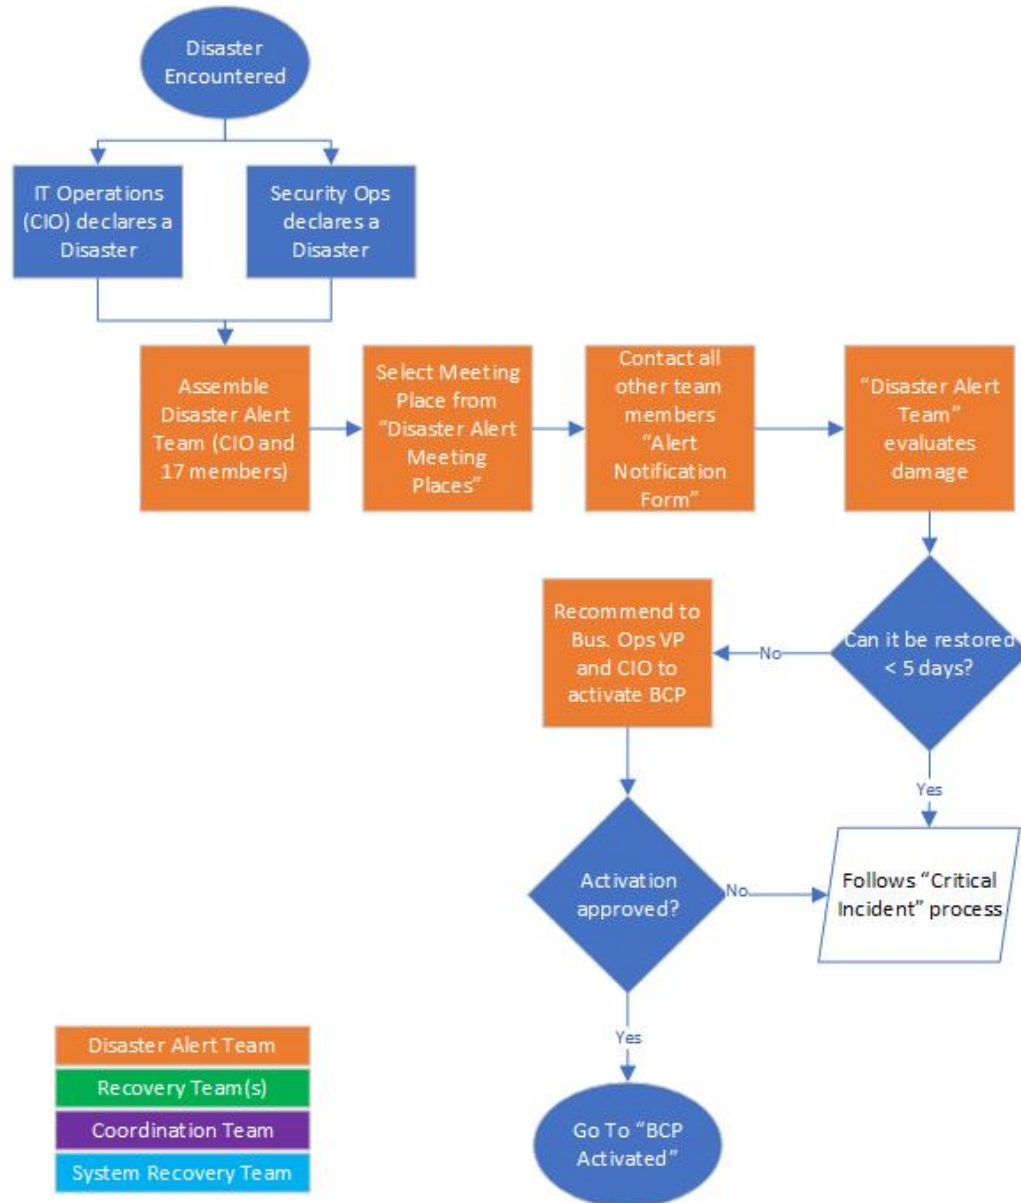 Disaster
Encountered
IT Operations
(CIO) declares a
Disaster
Security Ops
declares a
Disaster
Assemble
Disaster Alert
Team (CIO and
17 members)
Select Meeting
Place from
“Disaster Alert
Meeting
Places”
Contact all
other team
members
“Alert
Notification
Form”
“Disaster Alert
Team”
evaluates
damage
Can it be restored
< 5 days?
No
Yes
Recommend to
Bus. Ops VP
and CIO to
activate BCP
Activation
approved?
No
Follows “Critical
Incident” process
Yes
Go To “BCP
Activated”
Disaster Alert Team
Recovery Team(s)
Coordination Team
System Recovery Team